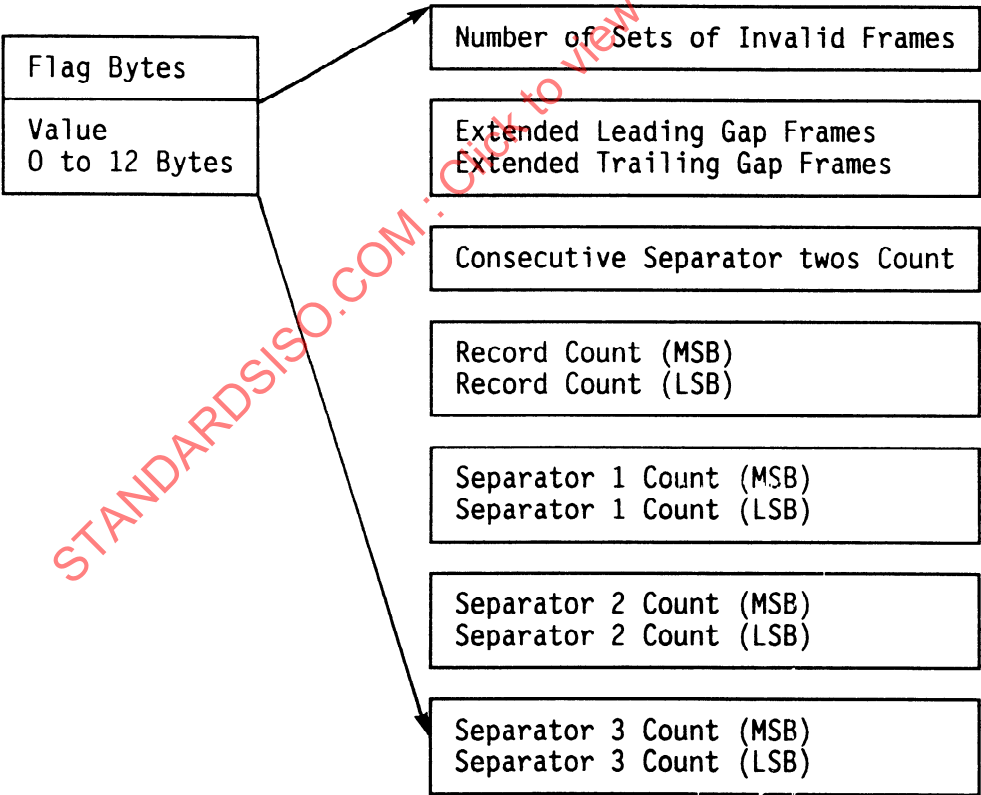 Flag Bytes
Value
0 to 12 Bytes
Number of Sets of Invalid Frames
Extended Leading Gap Frames
Extended Trailing Gap Frames
Consecutive Separator twos Count
Record Count (MSB)
Record Count (LSB)
Separator 1 Count (MSB)
Separator 1 Count (LSB)
Separator 2 Count (MSB)
Separator 2 Count (LSB)
Separator 3 Count (MSB)
Separator 3 Count (LSB)
STANDARDSISO.COM : Click to view